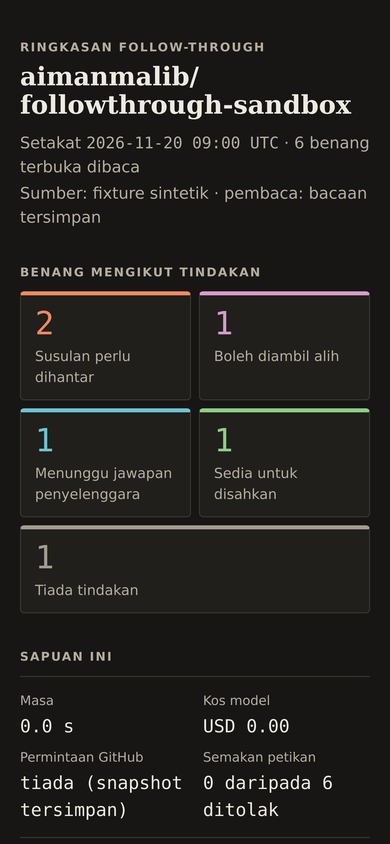 RINGKASAN FOLLOW-THROUGH
aimanmalib/
followthrough-sandbox
Setakat 2026-11-20 09:00 UTC · 6 benang
terbuka dibaca
Sumber: fixture sintetik · pembaca: bacaan
tersimpan
BENANG MENGIKUT TINDAKAN
2
Susulan perlu
dihantar
1
Boleh diambil alih
1
Menunggu jawapan
penyelenggara
1
Sedia untuk
disahkan
1
Tiada tindakan
SAPUAN INI
Masa
0.0 s
Kos model
USD 0.00
Permintaan GitHub
tiada (snapshot
tersimpan)
Semakan petikan
0 daripada 6
ditolak